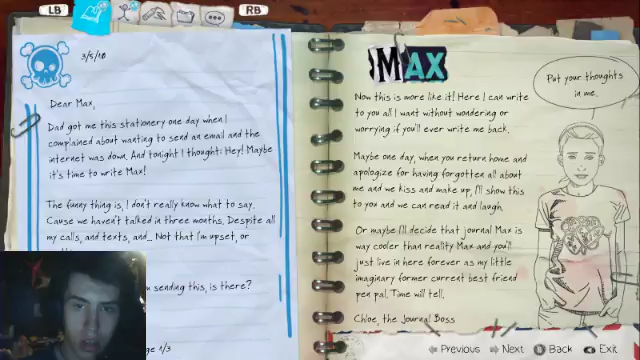 LB
RB
3/5/10
Dear Max,
Dad got me this stationery one day when I
complained about wanting to send an email and the
internet was down. And tonight I thought: Hey! Maybe
it's time to write Max!
The funny thing is, I don't really know what to say.
Cause we haven't talked in three months. Despite all
my calls, and texts, and... Not that I'm upset, or
sending this, is there?
1/3
MAX
Now this is more like it! Here I can write
to you all I want without wondering or
worrying if you'll ever write me back.
Maybe one day, when you return home and
apologize for having forgotten all about
me and we kiss and make up, I'll show this
to you and we can read it and laugh.
Or maybe I'll decide that journal Max is
way cooler than reality Max and you'll
just live in here forever as my little
imaginary former current best friend
pen pal. Time will tell.
Chloe, the Journal Boss
Put your thoughts
in me.
Previous
Next
Back
Exit